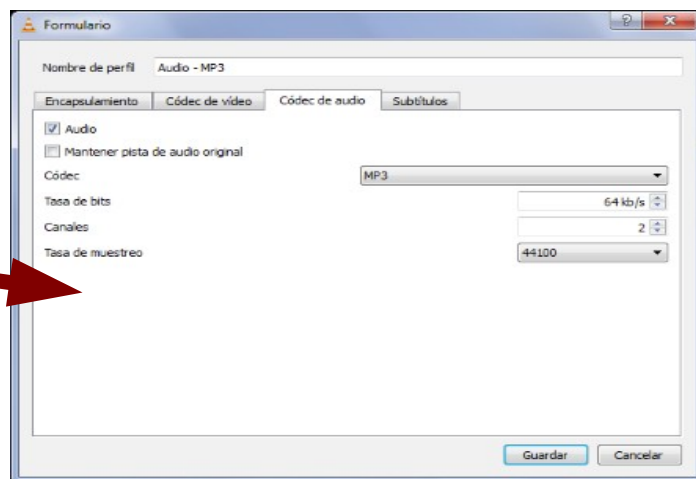 Formulario
Nombre de perfil Audio - MP3
Encapsulamiento Códec de vídeo Códec de audio Subtítulos
Audio
Mantener pista de audio original
Códec MP3
Tasa de bits 64 kb/s
Canales 2
Tasa de muestreo 44100
Guardar Cancelar